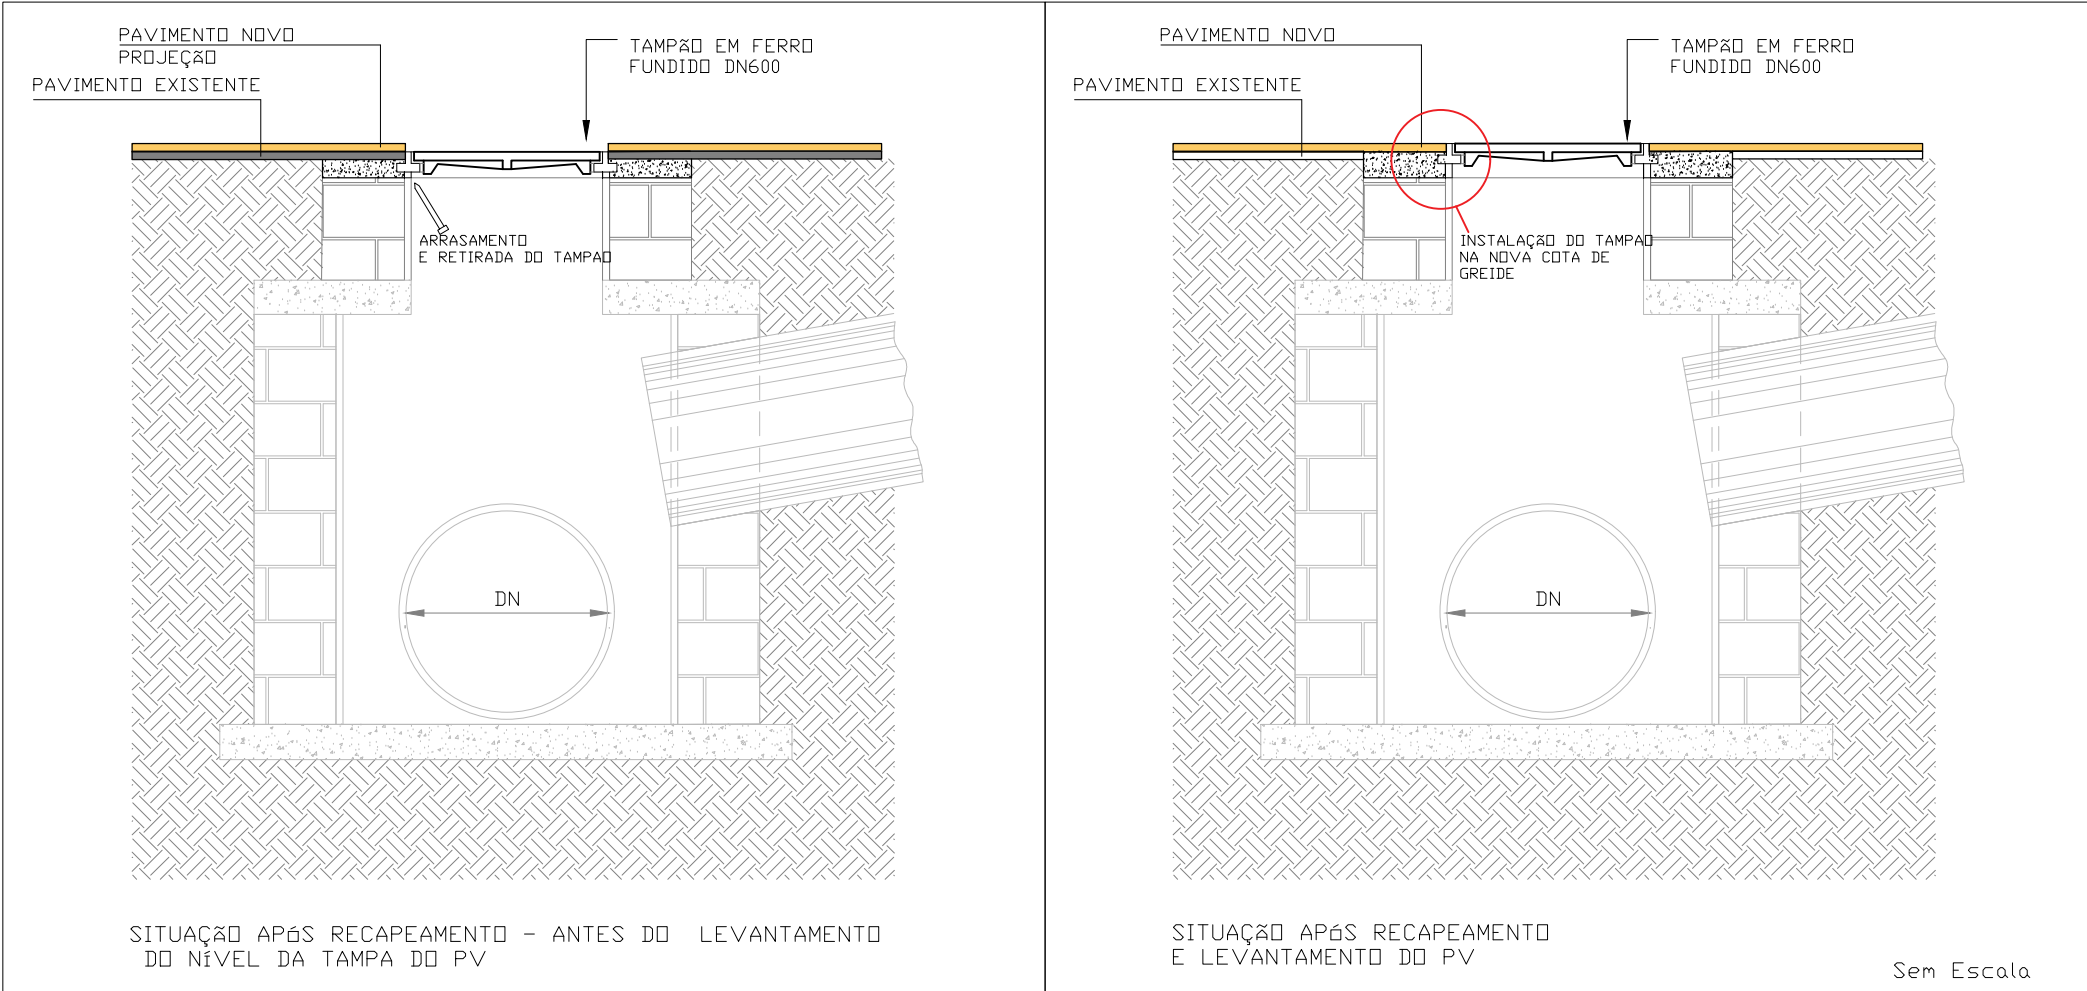 PAVIMENTO NOVO
PROJEÇÃO
PAVIMENTO EXISTENTE
TAMPÃO EM FERRO
FUNDIDO DN600
ARRASAMENTO
E RETIRADA DO TAMPAO
DN
SITUAÇÃO APóS RECAPEAMENTO - ANTES DO LEVANTAMENTO
DO NíVEL DA TAMPA DO PV
PAVIMENTO NOVO
PAVIMENTO EXISTENTE
TAMPÃO EM FERRO
FUNDIDO DN600
INSTALAÇÃO DO TAMPAO
NA NOVA COTA DE
GREIDE
DN
SITUAÇÃO APóS RECAPEAMENTO
E LEVANTAMENTO DO PV
Sem Escala